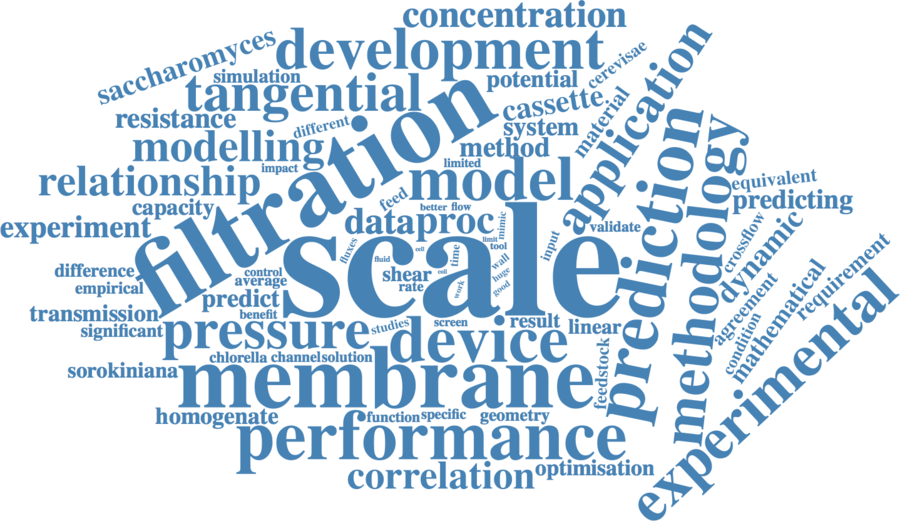 concentration
saccharomyces
development
simulation
potential
cerevisae
tangential
cassette
application
resistance
different
system
material
filtration
modelling
method
impact
limited
relationship
model
prediction
methodology
equivalent
capacity
feed
better
flow
predicting
experiment
dataproc
mimic
validate
fluxes
scale
cell
limit
tool
input
crossflow
dynamic
difference
control
fluid
time
wall
empirical
average
shear
cell
huge
rate
work
good
predict
benefit
transmission
significant
pressure
studies
screen
result
linear
agreement
requirement
mathematical
condition
device
chlorella
channel
solution
feedstock
sorokiniana
membrane
experimental
homogenate
function
specific
geometry
performance
correlation
optimisation